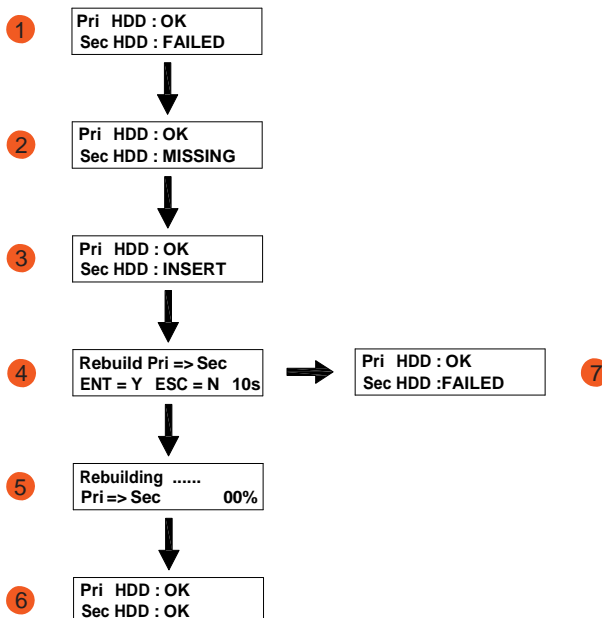 1
Pri HDD : OK
Sec HDD : FAILED
2
Pri HDD : OK
Sec HDD : MISSING
3
Pri HDD : OK
Sec HDD : INSERT
4
Rebuild Pri => Sec
ENT = Y ESC = N 10s
Pri HDD : OK
Sec HDD :FAILED
7
5
Rebuilding ......
Pri => Sec 00%
6
Pri HDD : OK
Sec HDD : OK